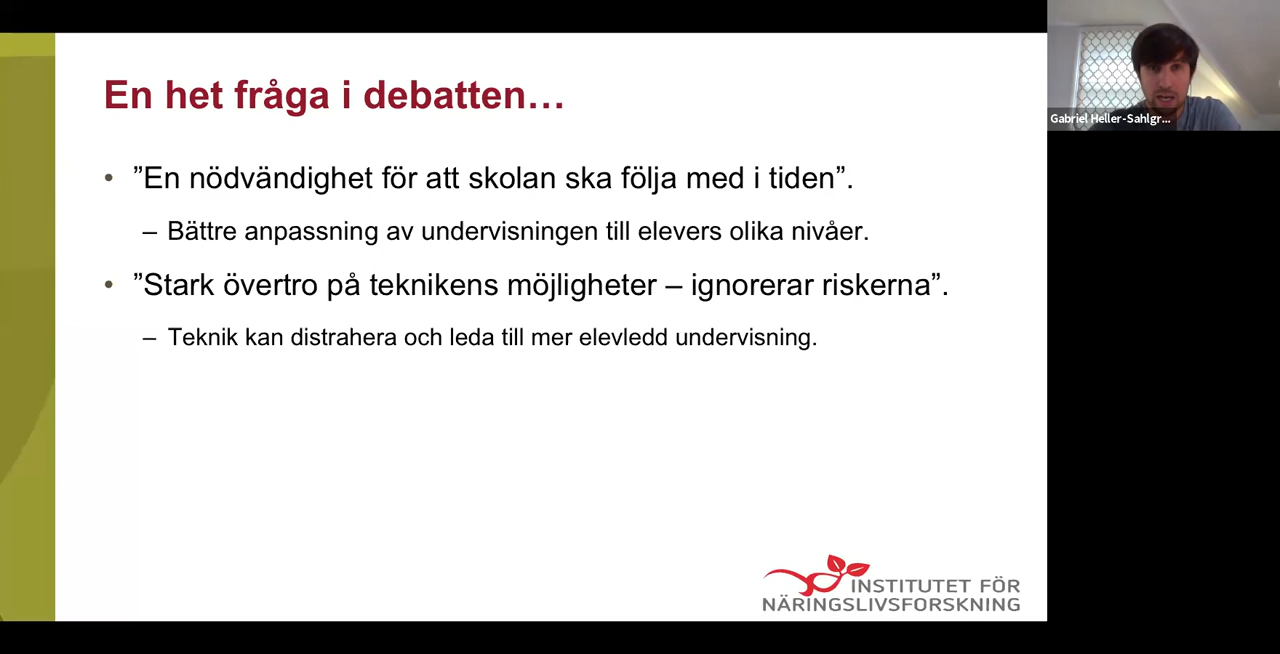 En het fråga i debatten…
• ”En nödvändighet för att skolan ska följa med i tiden”.
– Bättre anpassning av undervisningen till elevers olika nivåer.
• ”Stark övertro på teknikens möjligheter – ignorerar riskerna”.
– Teknik kan distrahera och leda till mer elevledd undervisning.
INSTITUTET FÖR
NÄRINGSLIVSFORSKNING
Gabriel Heller-Sahlgr...